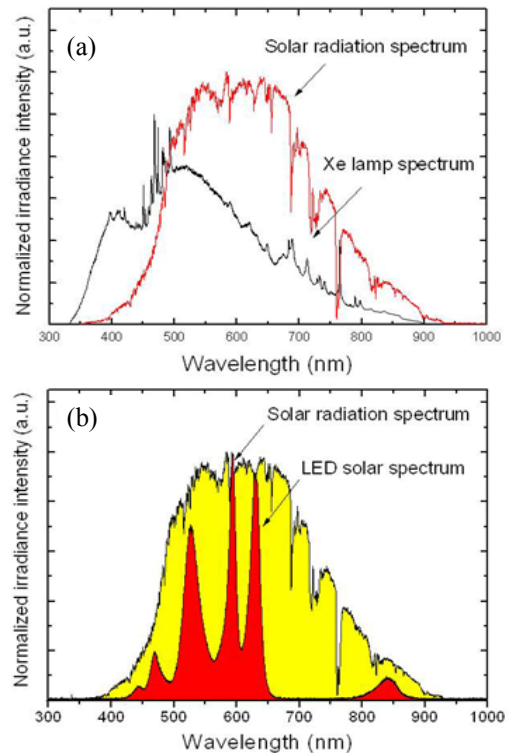 (a)
Solar radiation spectrum
Xe lamp spectrum
Normalized irradiance intensity (a.u.)
300 400 500 600 700 800 900 1000
Wavelength (nm)
(b)
Solar radiation spectrum
LED solar spectrum
Normalized irradiance intensity (a.u.)
300 400 500 600 700 800 900 1000
Wavelength (nm)